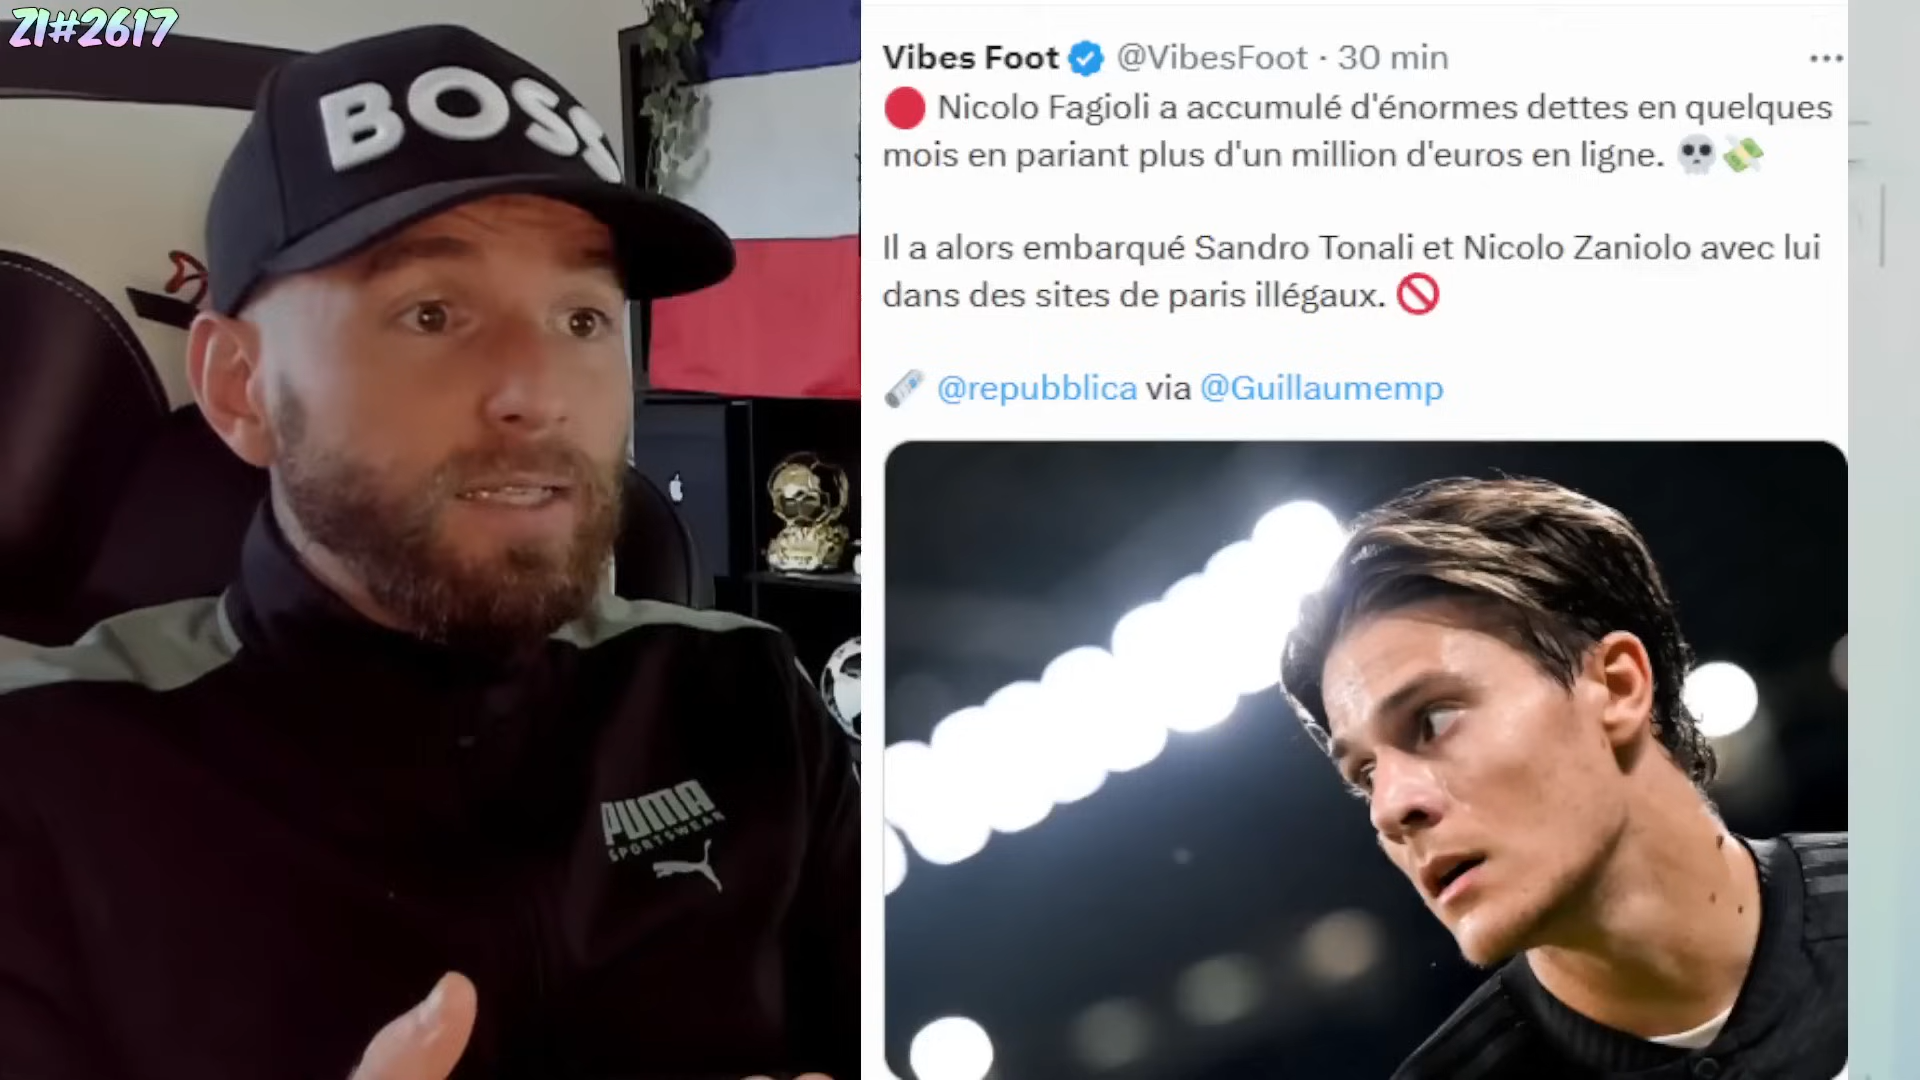 ZI#2617
BOSS
PUMA
SPORTSWEAR
Vibes Foot @VibesFoot · 30 min
Nicolo Fagioli a accumulé d'énormes dettes en quelques
mois en pariant plus d'un million d'euros en ligne.
Il a alors embarqué Sandro Tonali et Nicolo Zaniolo avec lui
dans des sites de paris illégaux.
@repubblica via @Guillaumemp